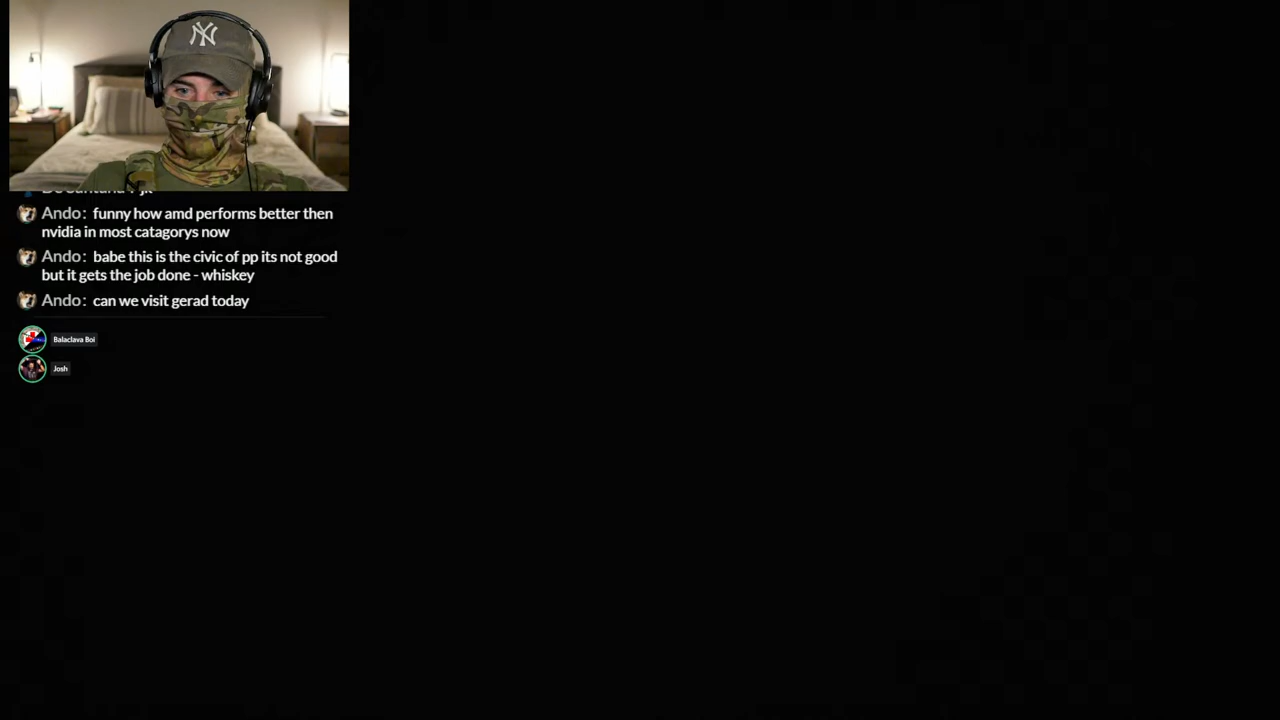 NY
Ando: funny how amd performs better then
nvidia in most catagorys now
Ando: babe this is the civic of pp its not good
but it gets the job done - whiskey
Ando: can we visit gerad today
Balaclava Boi
Josh